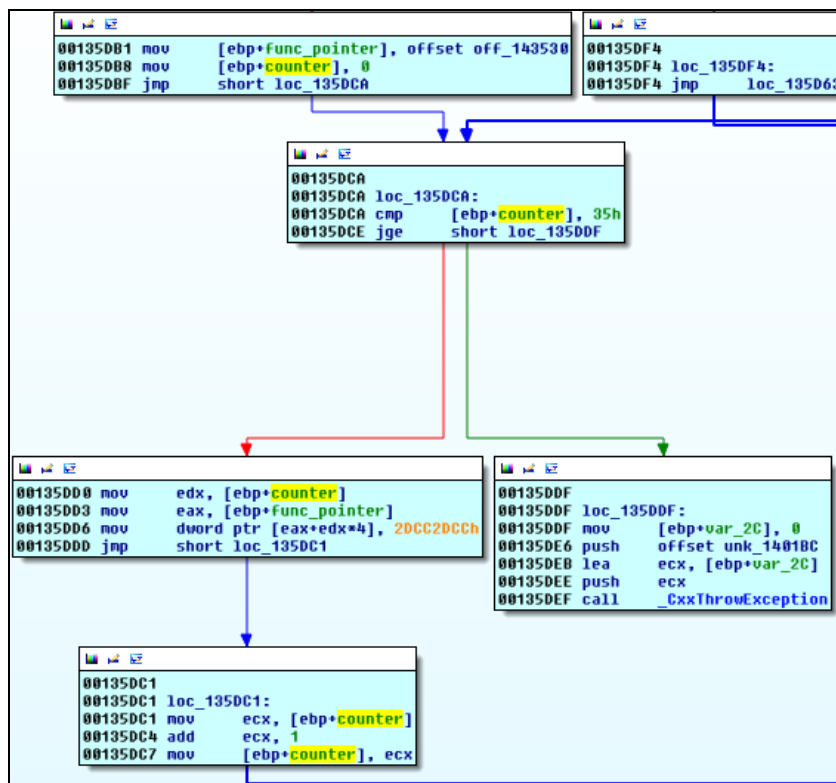 00135DB1 mov [ebp+func_pointer], offset off_143530
00135DB8 mov [ebp+counter], 0
00135DBF jmp short loc_135DCA
00135DF4
00135DF4 loc_135DF4:
00135DF4 jmp loc_135D63
00135DCA
00135DCA loc_135DCA:
00135DCA cmp [ebp+counter], 35h
00135DCE jge short loc_135DDF
00135DD0 mov edx, [ebp+counter]
00135DD3 mov eax, [ebp+func_pointer]
00135DD6 mov dword ptr [eax+edx*4], 2DCC2DCCh
00135DDD jmp short loc_135DC1
00135DDF
00135DDF loc_135DDF:
00135DDF mov [ebp+var_2C], 0
00135DE6 push offset unk_1401BC
00135DEB lea ecx, [ebp+var_2C]
00135DEE push ecx
00135DEF call _CxxThrowException
00135DC1
00135DC1 loc_135DC1:
00135DC1 mov ecx, [ebp+counter]
00135DC4 add ecx, 1
00135DC7 mov [ebp+counter], ecx